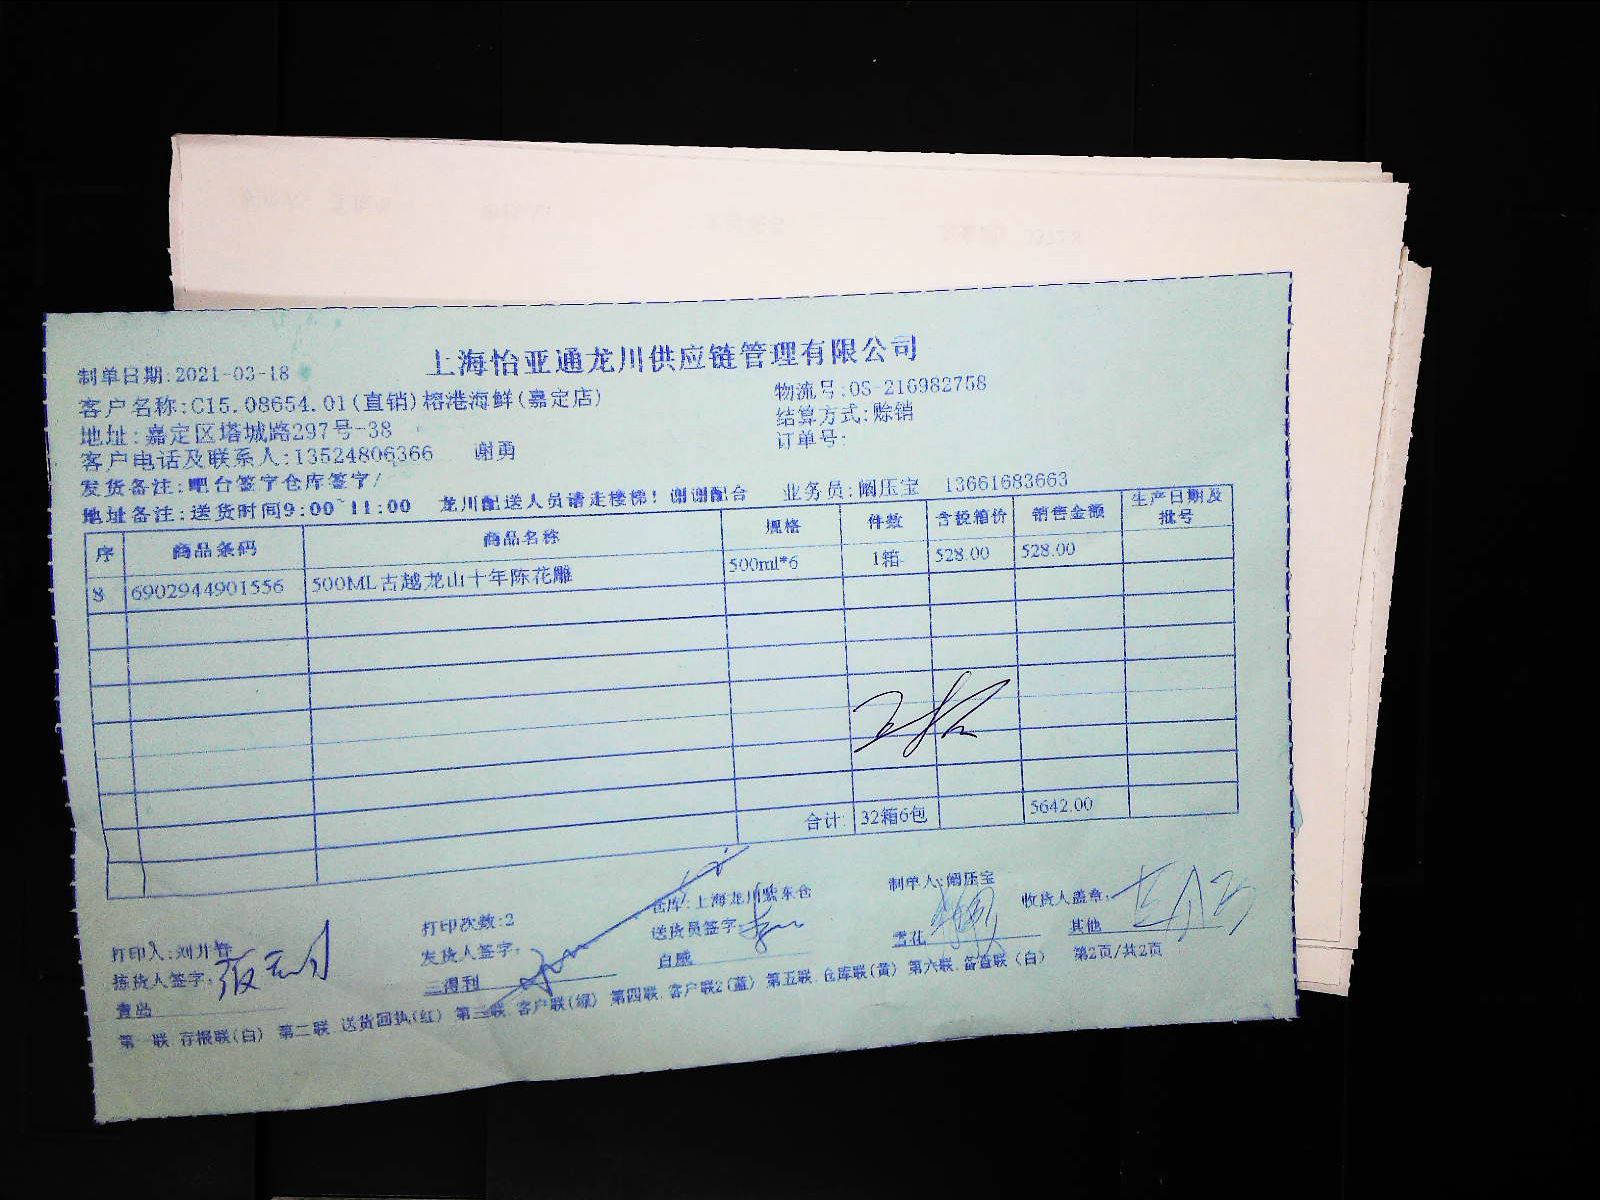 上海怡亚通龙川供应链管理有限公司
制单日期:2021-03-18
物流号:OS-216982758
客户名称:C15.08654.01(直销)榕港海鲜(嘉定店)
结算方式:赊销
地址:嘉定区塔城路297号-38
订单号:
客户电话及联系人:13524806366 谢勇
发货备注:吧台签字仓库签字/
地址备注:送货时间9:00~11:00 龙川配送人员请走楼梯！谢谢配合 业务员:阚压宝 13661683663
序 商品条码 商品名称 规格 件数 含税箱价 销售金额 生产日期及批号
8 6902944901556 500ML古越龙山十年陈花雕 500ml*6 1箱 528.00 528.00
合计: 32箱6包 5642.00
打印人:刘 打印次数:2 仓库:上海龙川 东仓 制单人:阚压宝 收货人盖章:
拣货人签字: 发货人签字: 送货员签字: 雪花 其他
青岛 三得利 百威
第一联.存根联(白) 第二联.送货回执(红) 第三联.客户联(绿) 第四联.客户联2(蓝) 第五联.仓库联(黄) 第六联.备查联(白) 第2页/共2页